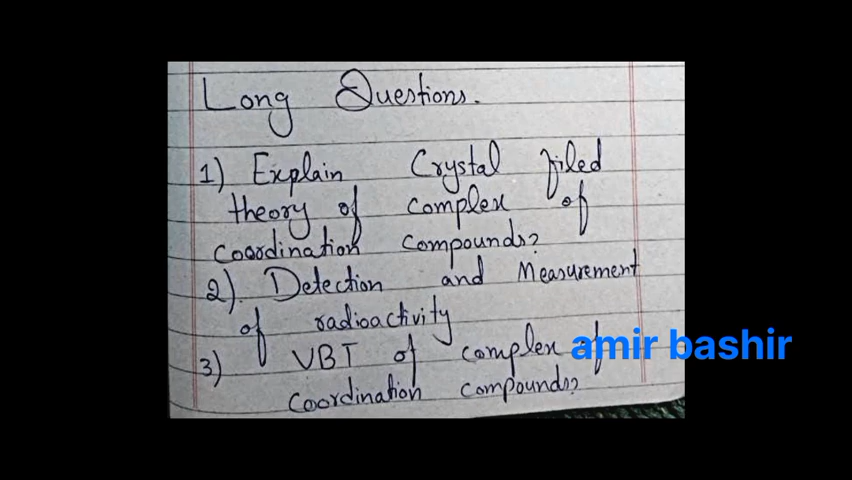 Long Questions.
1) Explain Crystal filed
theory of complex of
coordination compounds?
2). Detection and Measurement
of radioactivity
3) VBT of complex of
coordination compounds?
amir bashir